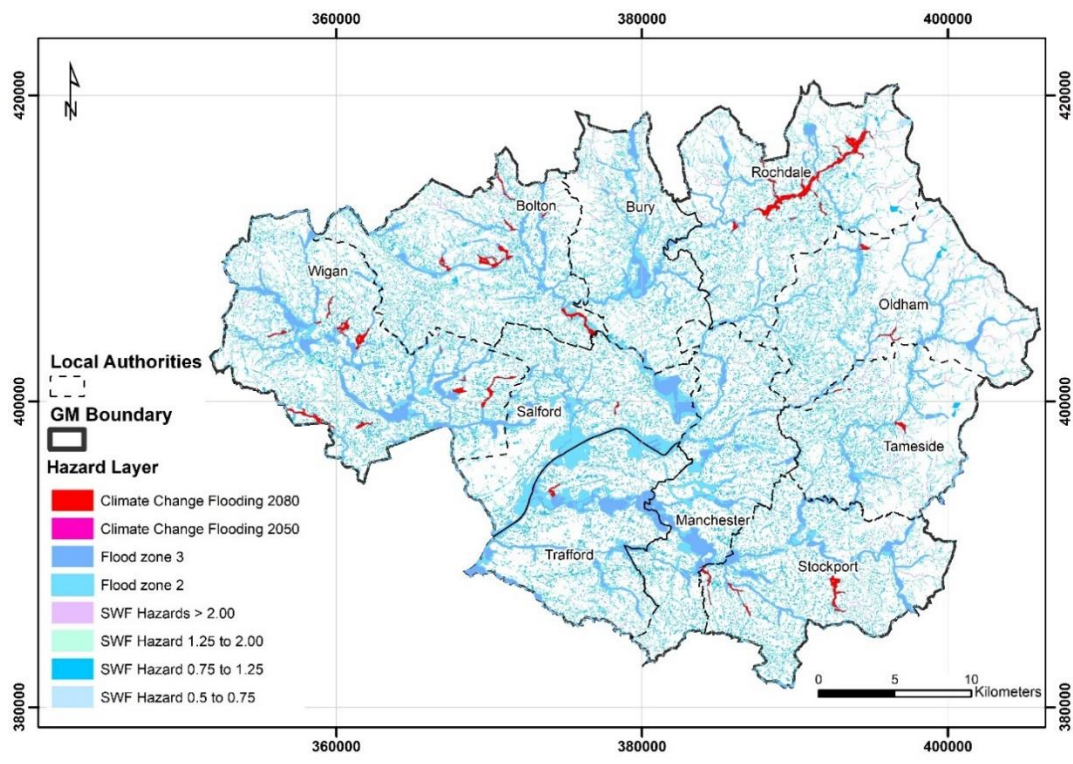 360000
380000
400000
420000
420000
N
Rochdale
Bolton
Bury
Wigan
Oldham
Local Authorities
400000
Salford
400000
GM Boundary
Tameside
Hazard Layer
Climate Change Flooding 2080
Climate Change Flooding 2050
Manchester
Flood zone 3
Trafford
Stockport
Flood zone 2
SWF Hazards > 2.00
SWF Hazard 1.25 to 2.00
SWF Hazard 0.75 to 1.25
0
5
10
Kilometers
SWF Hazard 0.5 to 0.75
380000
380000
360000
380000
400000